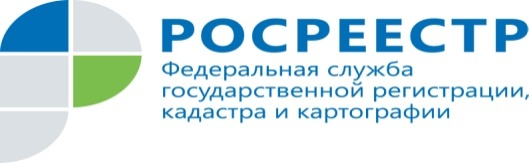 РОСРЕЕСТР
Федеральная служба
государственной регистрации,
кадастра и картографии